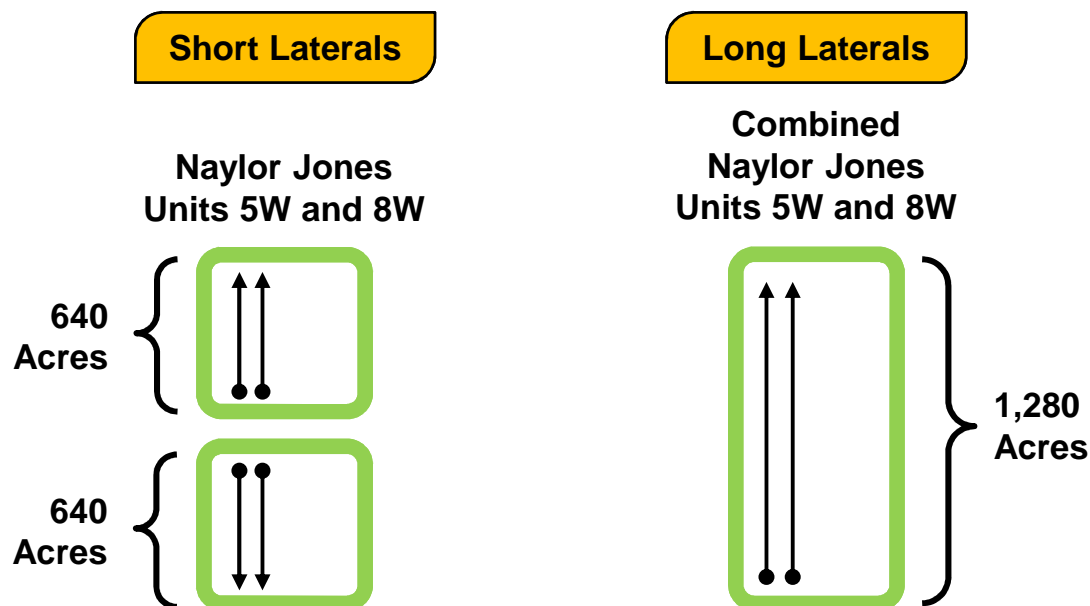 Short Laterals
Naylor Jones
Units 5W and 8W
640
Acres
640
Acres
Long Laterals
Combined
Naylor Jones
Units 5W and 8W
1,280
Acres